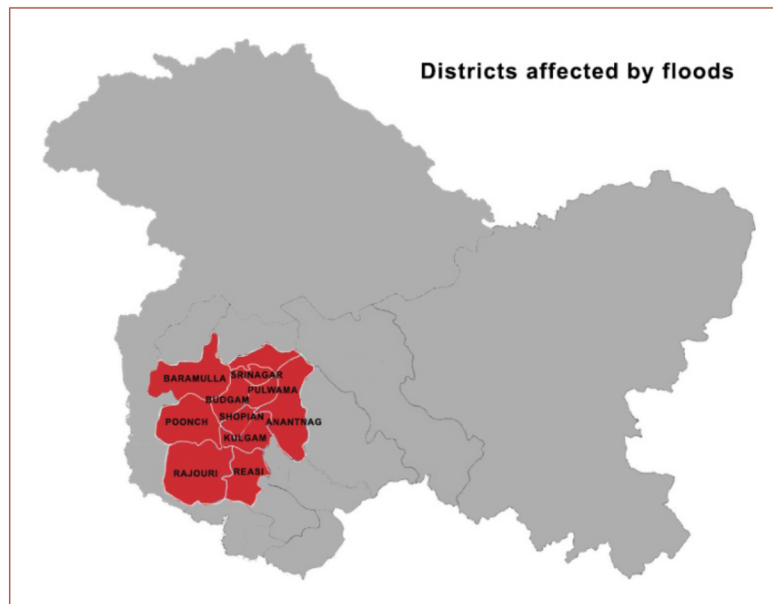 Districts affected by floods
SRINAGAR
BARAMULLA
PULWAMA
BUDGAM
SHOPIAN
POONCH
ANANTNAG
KULGAM
RAJOURI
REASI